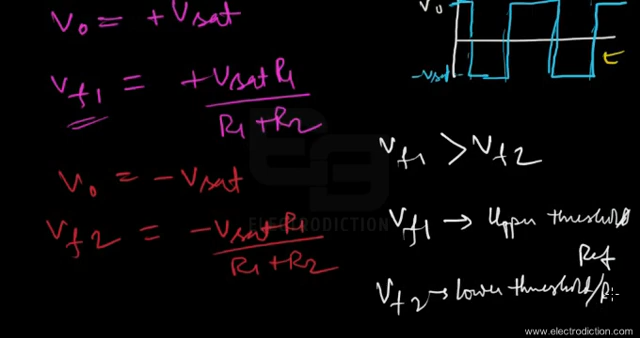 V₀ = + Vsat
V₀
-Vsat
t
Vf1 = +Vsat R1 / R1 + R2
Vf1 > Vf2
V₀ = - Vsat
Vf1 → Upper threshold
Ref
Vf2 = -Vsat R1 / R1 + R2
Vf2 → Lower threshold/
ELECTRODICTION
www.electrodiction.com